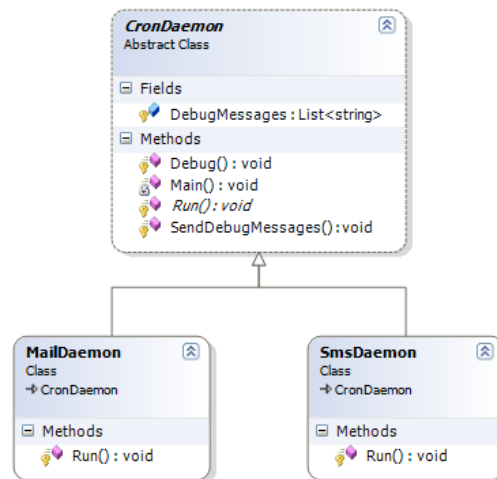 CronDaemon
Abstract Class
Fields
DebugMessages : List<string>
Methods
Debug() : void
Main() : void
Run() : void
SendDebugMessages():void
MailDaemon
Class
CronDaemon
Methods
Run() : void
SmsDaemon
Class
CronDaemon
Methods
Run() : void